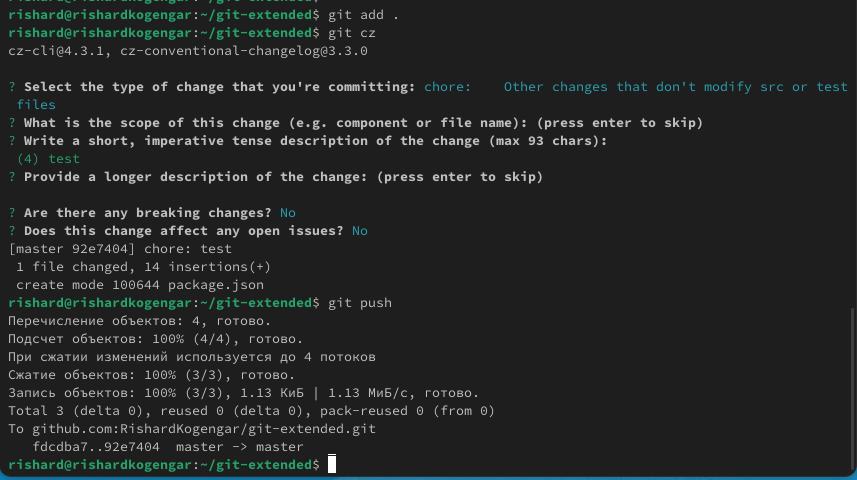 rishard@rishardkogengar:~/git-extended$ git add .
rishard@rishardkogengar:~/git-extended$ git cz
cz-cli@4.3.1, cz-conventional-changelog@3.3.0
? Select the type of change that you're committing: chore:    Other changes that don't modify src or test
 files
? What is the scope of this change (e.g. component or file name): (press enter to skip)
? Write a short, imperative tense description of the change (max 93 chars):
 (4) test
? Provide a longer description of the change: (press enter to skip)
? Are there any breaking changes? No
? Does this change affect any open issues? No
[master 92e7404] chore: test
 1 file changed, 14 insertions(+)
 create mode 100644 package.json
rishard@rishardkogengar:~/git-extended$ git push
Перечисление объектов: 4, готово.
Подсчет объектов: 100% (4/4), готово.
При сжатии изменений используется до 4 потоков
Сжатие объектов: 100% (3/3), готово.
Запись объектов: 100% (3/3), 1.13 КиБ | 1.13 МиБ/с, готово.
Total 3 (delta 0), reused 0 (delta 0), pack-reused 0 (from 0)
To github.com:RishardKogengar/git-extended.git
   fdcdba7..92e7404  master -> master
rishard@rishardkogengar:~/git-extended$